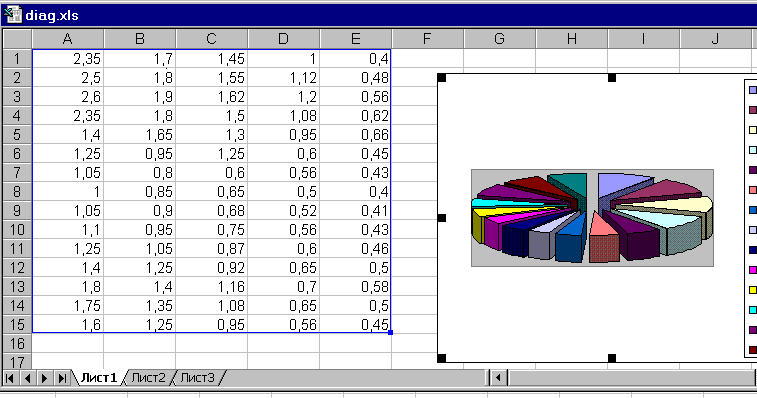 diag.xls
A B C D E F G H I J
1 2,35 1,7 1,45 1 0,4
2 2,5 1,8 1,55 1,12 0,48
3 2,6 1,9 1,62 1,2 0,56
4 2,35 1,8 1,5 1,08 0,62
5 1,4 1,65 1,3 0,95 0,66
6 1,25 0,95 1,25 0,6 0,45
7 1,05 0,8 0,6 0,56 0,43
8 1 0,85 0,65 0,5 0,4
9 1,05 0,9 0,68 0,52 0,41
10 1,1 0,95 0,75 0,56 0,43
11 1,25 1,05 0,87 0,6 0,46
12 1,4 1,25 0,92 0,65 0,5
13 1,8 1,4 1,16 0,7 0,58
14 1,75 1,35 1,08 0,65 0,5
15 1,6 1,25 0,95 0,56 0,45
16
17
Лист1 Лист2 Лист3